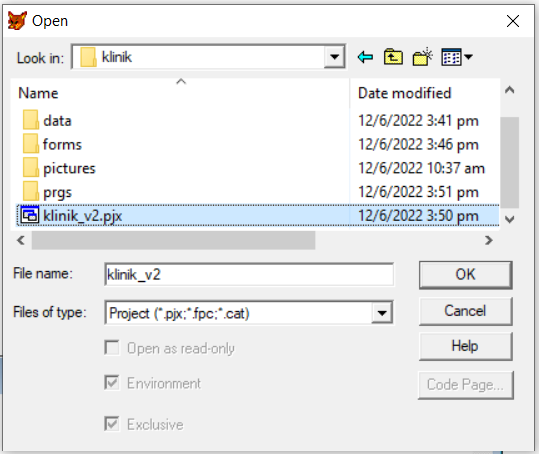 Open
Look in: klinik
Name Date modified
data 12/6/2022 3:41 pm
forms 12/6/2022 3:46 pm
pictures 12/6/2022 10:37 am
prgs 12/6/2022 3:51 pm
klinik_v2.pjx 12/6/2022 3:50 pm
File name: klinik_v2 OK
Files of type: Project (*.pjx;*.fpc;*.cat) Cancel
Open as read-only Help
Environment Code Page...
Exclusive